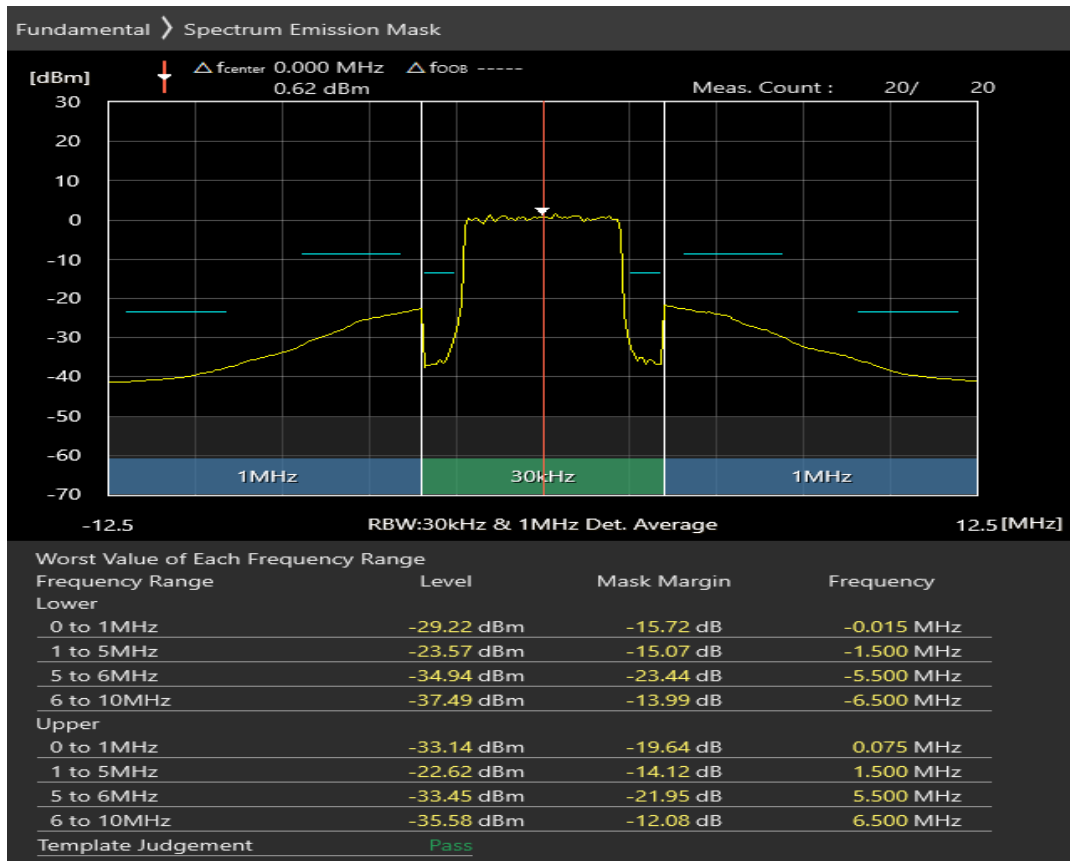 Fundamental ❯ Spectrum Emission Mask
[dBm] △ fcenter 0.000 MHz △ fOOB -----
0.62 dBm Meas. Count : 20/ 20
30
20
10
0
-10
-20
-30
-40
-50
-60
1MHz 30kHz 1MHz
-70
-12.5 RBW:30kHz & 1MHz Det. Average 12.5 [MHz]
Worst Value of Each Frequency Range
Frequency Range Level Mask Margin Frequency
Lower
0 to 1MHz -29.22 dBm -15.72 dB -0.015 MHz
1 to 5MHz -23.57 dBm -15.07 dB -1.500 MHz
5 to 6MHz -34.94 dBm -23.44 dB -5.500 MHz
6 to 10MHz -37.49 dBm -13.99 dB -6.500 MHz
Upper
0 to 1MHz -33.14 dBm -19.64 dB 0.075 MHz
1 to 5MHz -22.62 dBm -14.12 dB 1.500 MHz
5 to 6MHz -33.45 dBm -21.95 dB 5.500 MHz
6 to 10MHz -35.58 dBm -12.08 dB 6.500 MHz
Template Judgement Pass